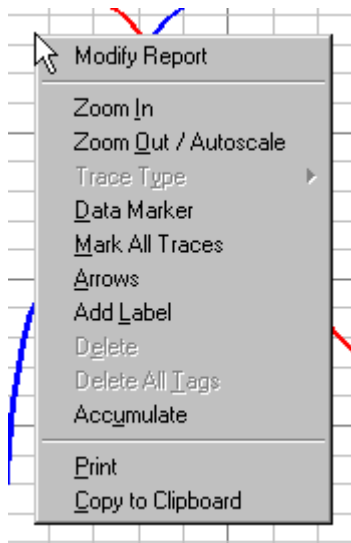 Modify Report
Zoom In
Zoom Out / Autoscale
Trace Type
Data Marker
Mark All Traces
Arrows
Add Label
Delete
Delete All Tags
Accumulate
Print
Copy to Clipboard